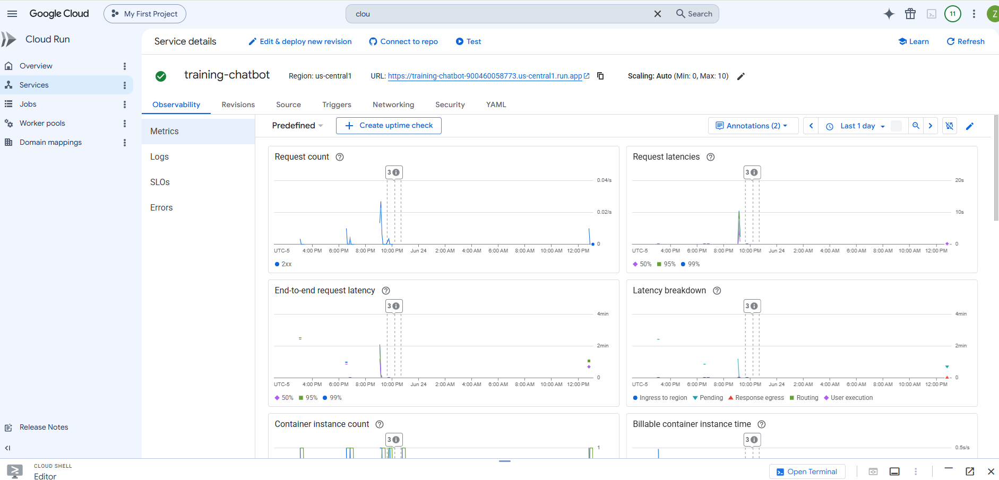 Google Cloud
My First Project
clou
Search
11
Z
Cloud Run
Overview
Services
Jobs
Worker pools
Domain mappings
Release Notes
Service details
Edit & deploy new revision
Connect to repo
Test
Learn
Refresh
training-chatbot
Region: us-central1
URL: https://training-chatbot-900460058773.us-central1.run.app
Scaling: Auto (Min: 0, Max: 10)
Observability
Revisions
Source
Triggers
Networking
Security
YAML
Metrics
Logs
SLOs
Errors
Predefined
Create uptime check
Annotations (2)
Last 1 day
Request count
3
0.04/s
0.02/s
0
UTC-5 4:00 PM 6:00 PM 8:00 PM 10:00 PM Jun 24 2:00 AM 4:00 AM 6:00 AM 8:00 AM 10:00 AM 12:00 PM
2xx
Request latencies
3
20s
10s
0
UTC-5 4:00 PM 6:00 PM 8:00 PM 10:00 PM Jun 24 2:00 AM 4:00 AM 6:00 AM 8:00 AM 10:00 AM 12:00 PM
50% 95% 99%
End-to-end request latency
3
4min
2min
0
UTC-5 4:00 PM 6:00 PM 8:00 PM 10:00 PM Jun 24 2:00 AM 4:00 AM 6:00 AM 8:00 AM 10:00 AM 12:00 PM
50% 95% 99%
Latency breakdown
3
4min
2min
0
UTC-5 4:00 PM 6:00 PM 8:00 PM 10:00 PM Jun 24 2:00 AM 4:00 AM 6:00 AM 8:00 AM 10:00 AM 12:00 PM
Ingress to region Pending Response egress Routing User execution
Container instance count
3
1
Billable container instance time
3
0.5s/s
CLOUD SHELL
Editor
Open Terminal